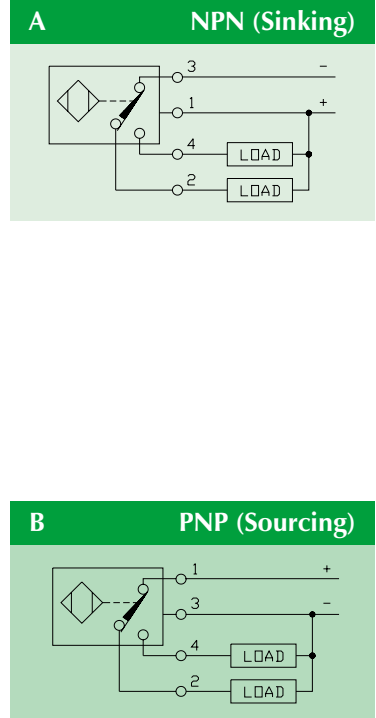 A NPN (Sinking)
3 −
1 +
4 LOAD
2 LOAD
B PNP (Sourcing)
1 +
3 −
4 LOAD
2 LOAD